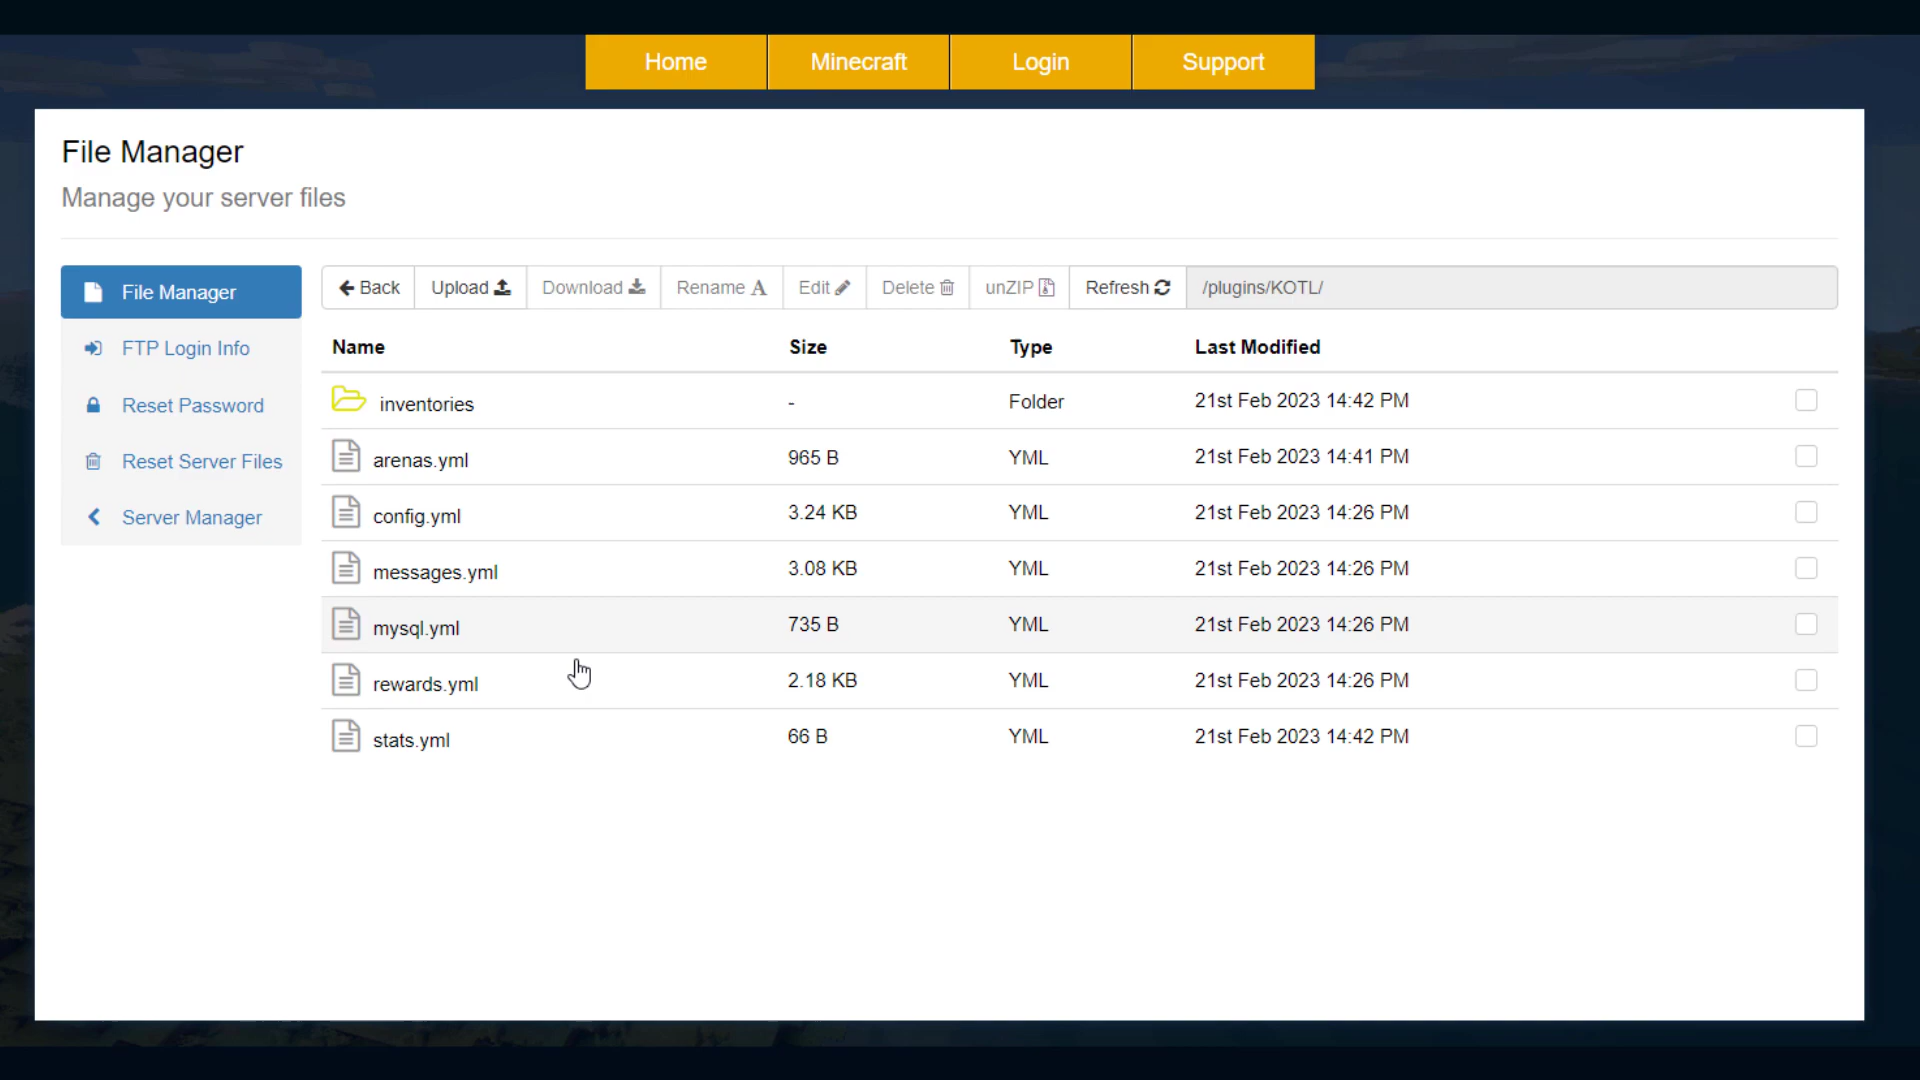 Home Minecraft Login Support
File Manager
Manage your server files
File Manager
FTP Login Info
Reset Password
Reset Server Files
Server Manager
Back Upload Download Rename A Edit Delete unZIP Refresh /plugins/KOTL/
Name Size Type Last Modified
inventories - Folder 21st Feb 2023 14:42 PM
arenas.yml 965 B YML 21st Feb 2023 14:41 PM
config.yml 3.24 KB YML 21st Feb 2023 14:26 PM
messages.yml 3.08 KB YML 21st Feb 2023 14:26 PM
mysql.yml 735 B YML 21st Feb 2023 14:26 PM
rewards.yml 2.18 KB YML 21st Feb 2023 14:26 PM
stats.yml 66 B YML 21st Feb 2023 14:42 PM